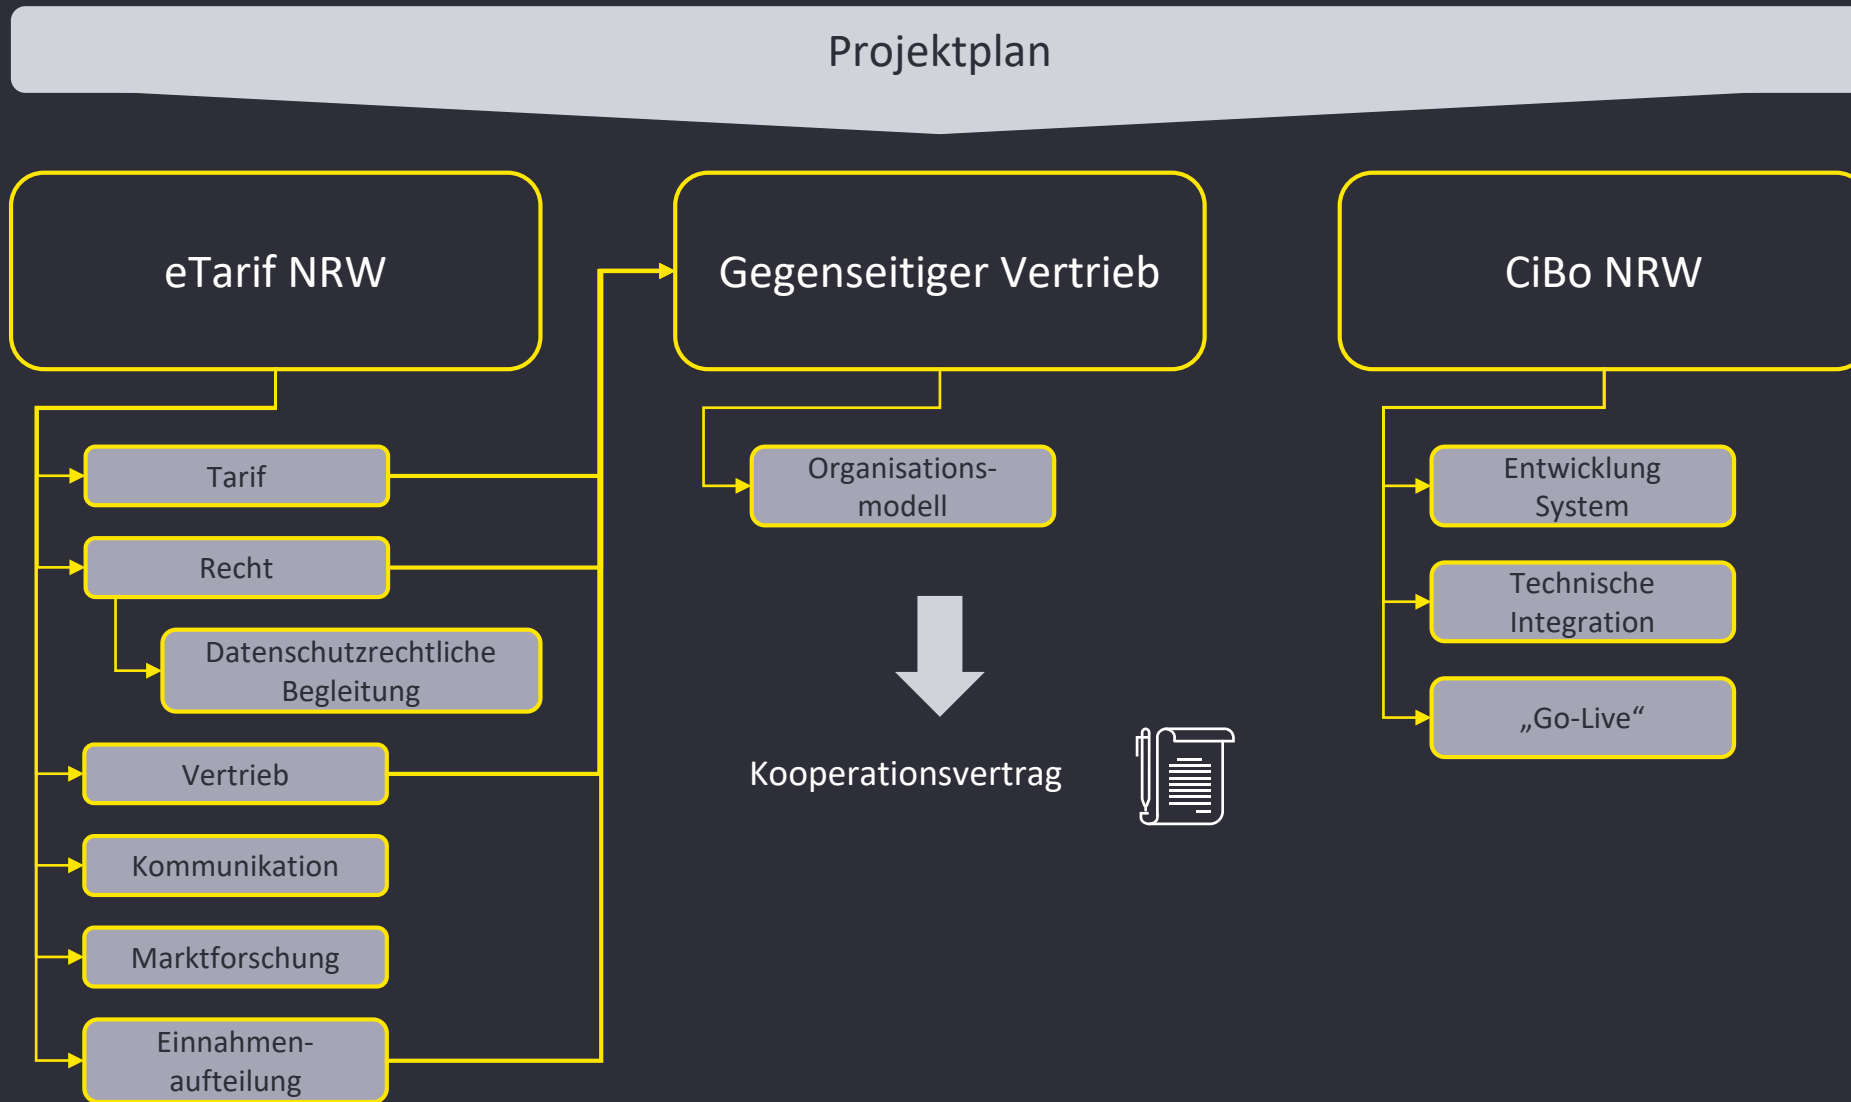 Projektplan
eTarif NRW
Tarif
Recht
Datenschutzrechtliche
Begleitung
Vertrieb
Kommunikation
Marktforschung
Einnahmen-
aufteilung
Gegenseitiger Vertrieb
Organisations-
modell
Kooperationsvertrag
CiBo NRW
Entwicklung
System
Technische
Integration
„Go-Live“